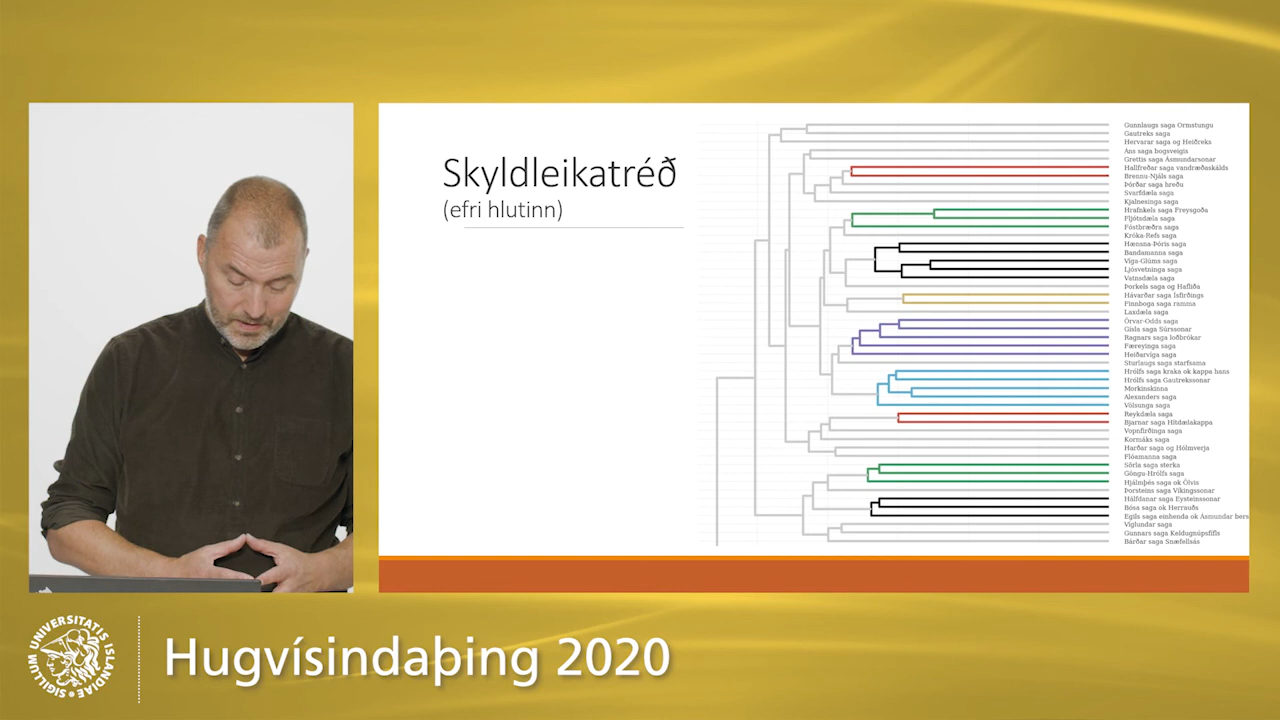 Skyldleikatréð
(efri hlutinn)
Gunnlaugs saga Ormstungu
Gautreks saga
Hervarar saga og Heiðreks
Áns saga bogsveigis
Grettis saga Ásmundarsonar
Hallfreðar saga vandræðaskálds
Brennu-Njáls saga
Þórðar saga hreðu
Svarfdæla saga
Kjalnesinga saga
Hrafnkels saga Freysgoða
Fljótsdæla saga
Fóstbræðra saga
Króka-Refs saga
Hænsna-Þóris saga
Bandamanna saga
Víga-Glúms saga
Ljósvetninga saga
Vatnsdæla saga
Þorkels saga og Hafliða
Hávarðar saga Ísfirðings
Finnboga saga ramma
Laxdæla saga
Örvar-Odds saga
Gísla saga Súrssonar
Ragnars saga loðbrókar
Færeyinga saga
Heiðarvíga saga
Sturlaugs saga starfsama
Hrólfs saga kraka ok kappa hans
Hrólfs saga Gautrekssonar
Morkinskinna
Alexanders saga
Völsunga saga
Reykdæla saga
Bjarnar saga Hítdælakappa
Vopnfirðinga saga
Kormáks saga
Harðar saga og Hólmverja
Flóamanna saga
Sörla saga sterka
Göngu-Hrólfs saga
Hjálmþés saga ok Ölvis
Þorsteins saga Víkingssonar
Hálfdanar saga Eysteinssonar
Bósa saga ok Herrauðs
Egils saga einhenda ok Ásmundar bers
Víglundar saga
Gunnars saga Keldugnúpsfífls
Bárðar saga Snæfellsás
SIGILLUM UNIVERSITATIS ISLANDIAE
Hugvísindaþing 2020